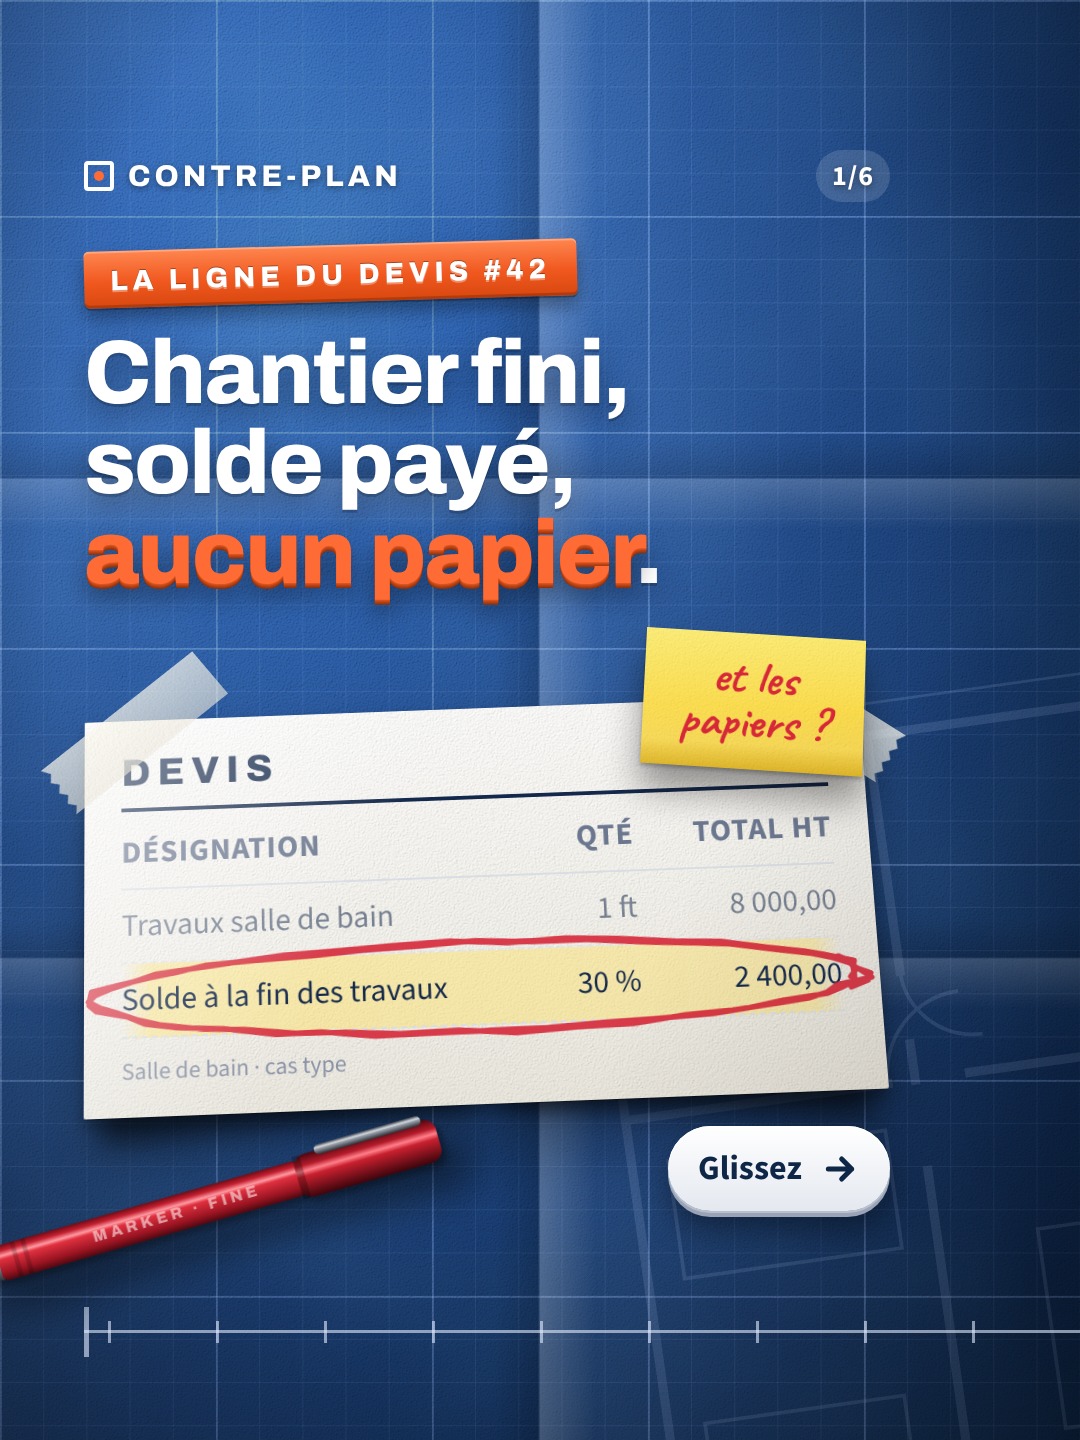 CONTRE-PLAN
1/6
LA LIGNE DU DEVIS #42
Chantier fini,
solde payé,
aucun papier.
et les
papiers ?
DEVIS
DÉSIGNATION QTÉ TOTAL HT
Travaux salle de bain 1 ft 8 000,00
Solde à la fin des travaux 30 % 2 400,00
Salle de bain · cas type
Glissez →
MARKER · FINE